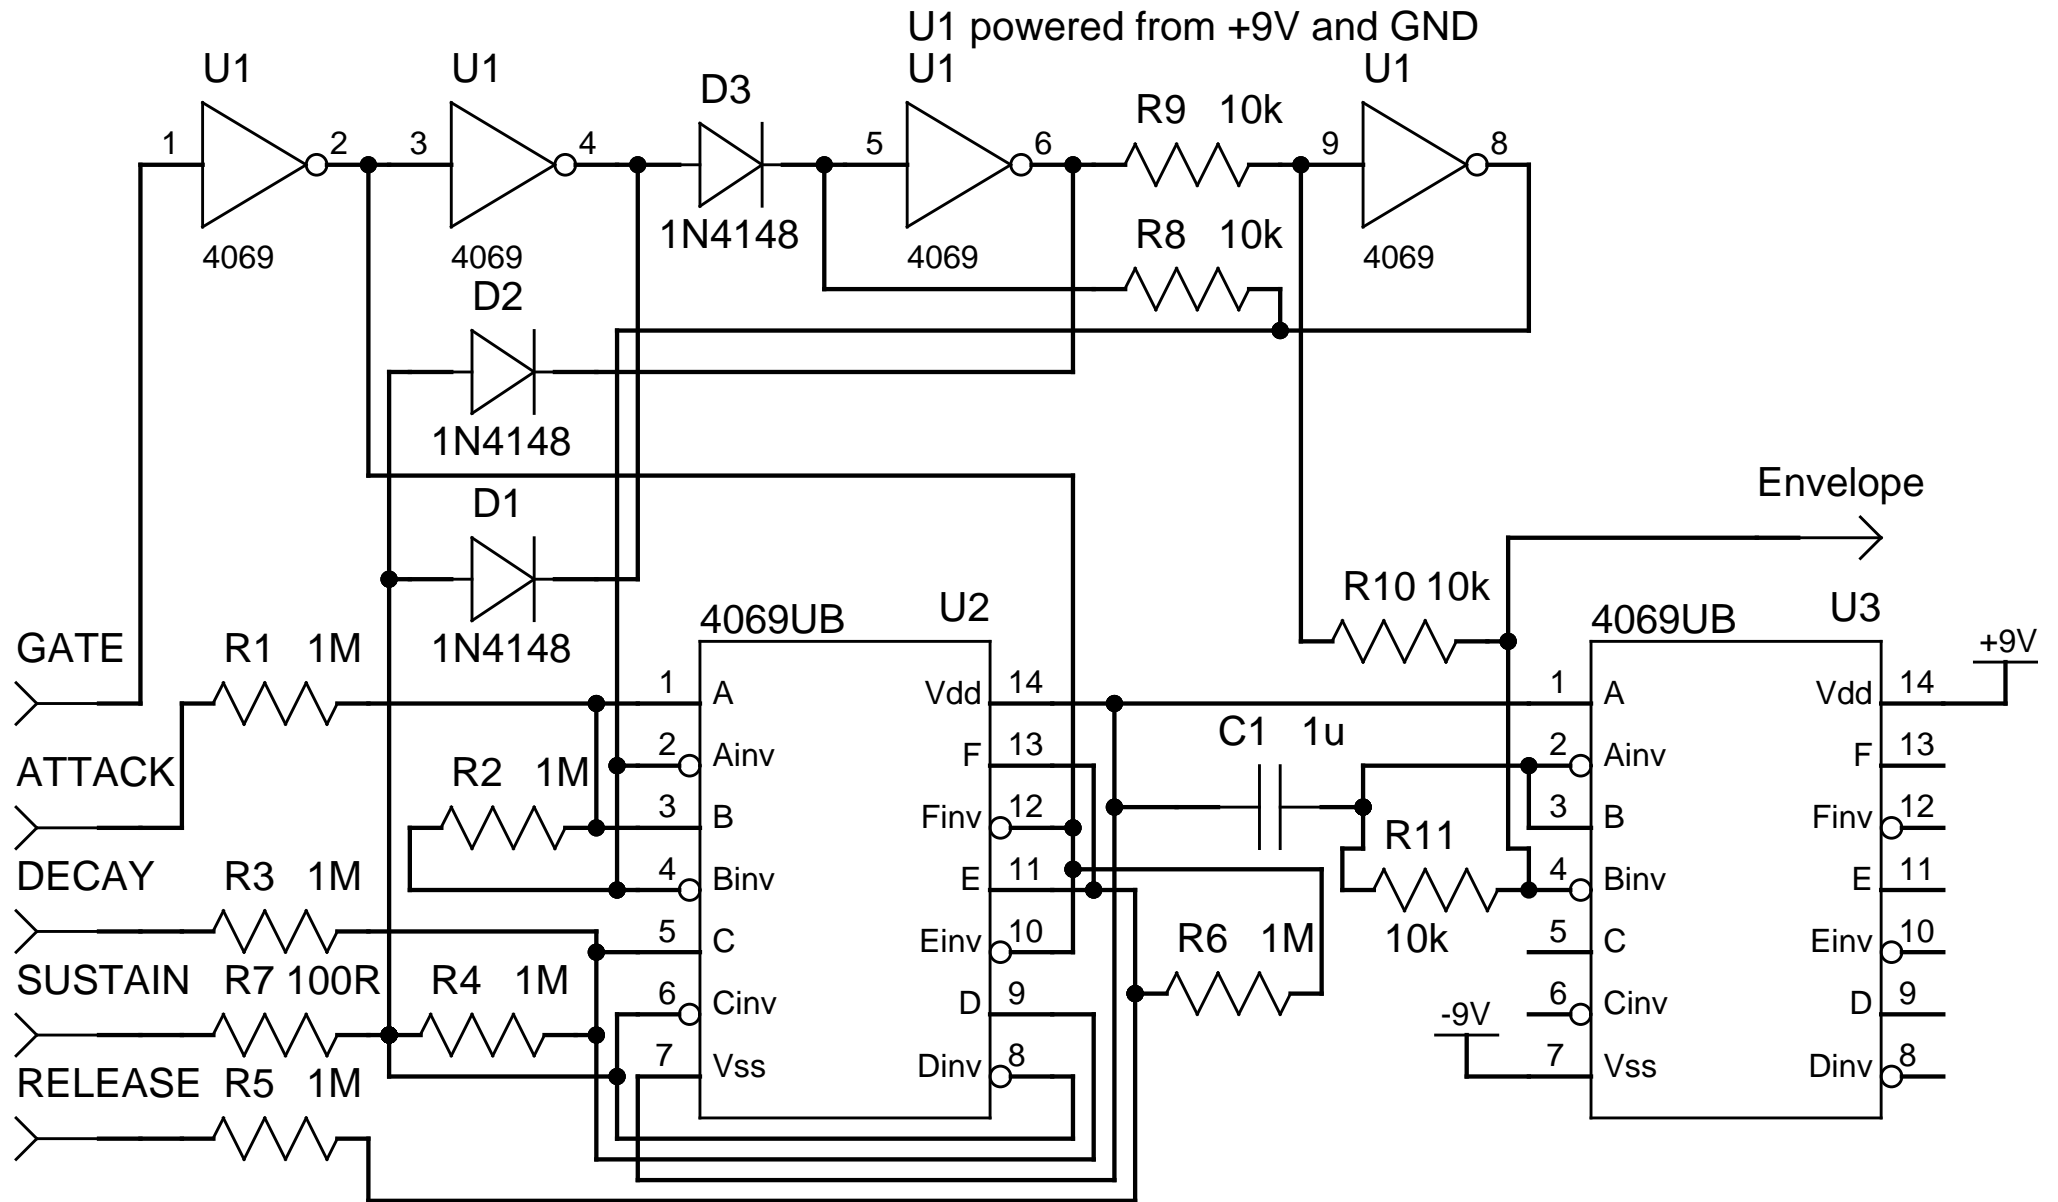 U1 powered from +9V and GND
U1 U1 U1 U1
D3
R9 10k
1 2 3 4 5 6 9 8
1N4148
R8 10k
4069 4069 4069 4069
D2
1N4148
Envelope
D1
R10 10k
1N4148
4069UB U2
4069UB U3
+9V
GATE
R1 1M
1 A Vdd 14
1 A Vdd 14
C1 1u
ATTACK
R2 1M
2 Ainv F 13
2 Ainv F 13
3 B Finv 12
3 B Finv 12
R11
DECAY
R3 1M
4 Binv E 11
4 Binv E 11
10k
5 C Einv 10
R6 1M
5 C Einv 10
SUSTAIN
R7 100R
R4 1M
6 Cinv D 9
6 Cinv D 9
-9V
RELEASE
R5 1M
7 Vss Dinv 8
7 Vss Dinv 8